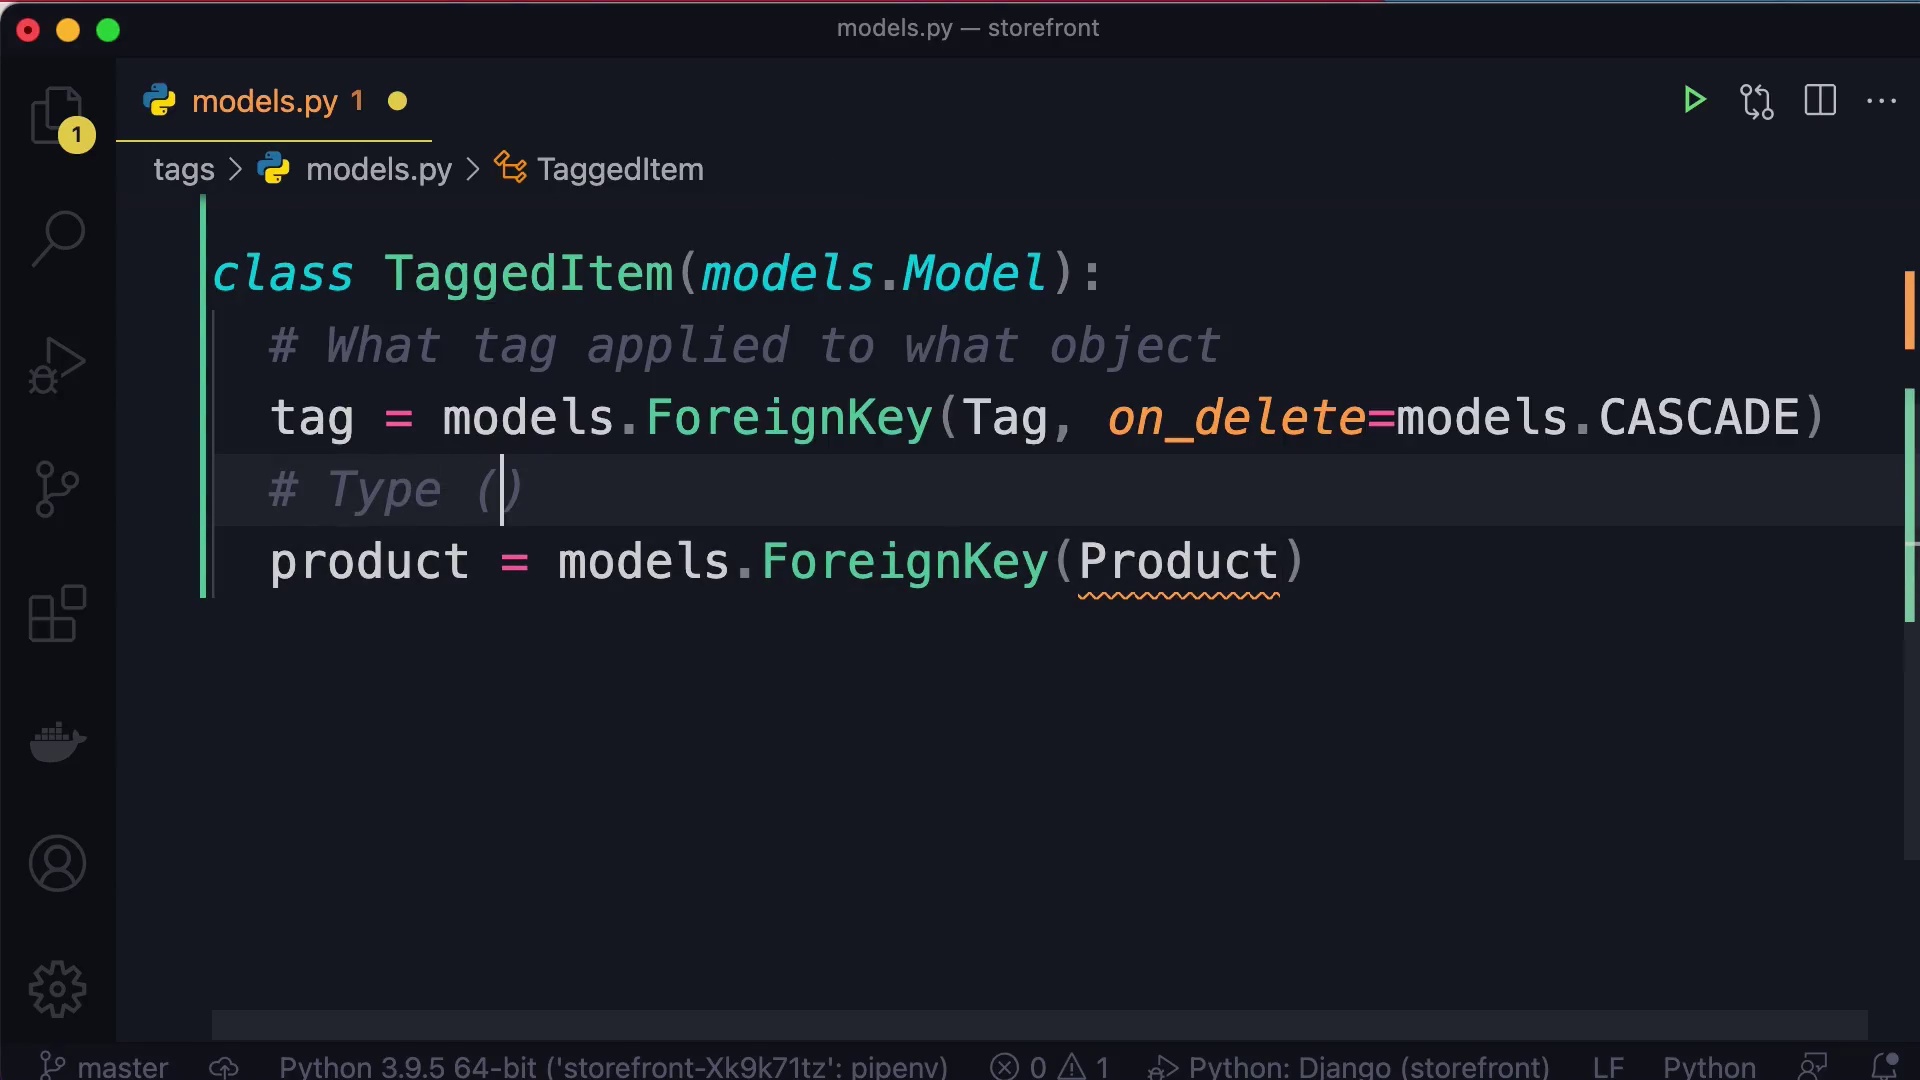 models.py — storefront
models.py 1
1
tags > models.py > TaggedItem
class TaggedItem(models.Model):
# What tag applied to what object
tag = models.ForeignKey(Tag, on_delete=models.CASCADE)
# Type ()
product = models.ForeignKey(Product)
master Python 3.9.5 64-bit ('storefront-Xk9k71tz': pipenv) 0 1 Python: Django (storefront) LF Python